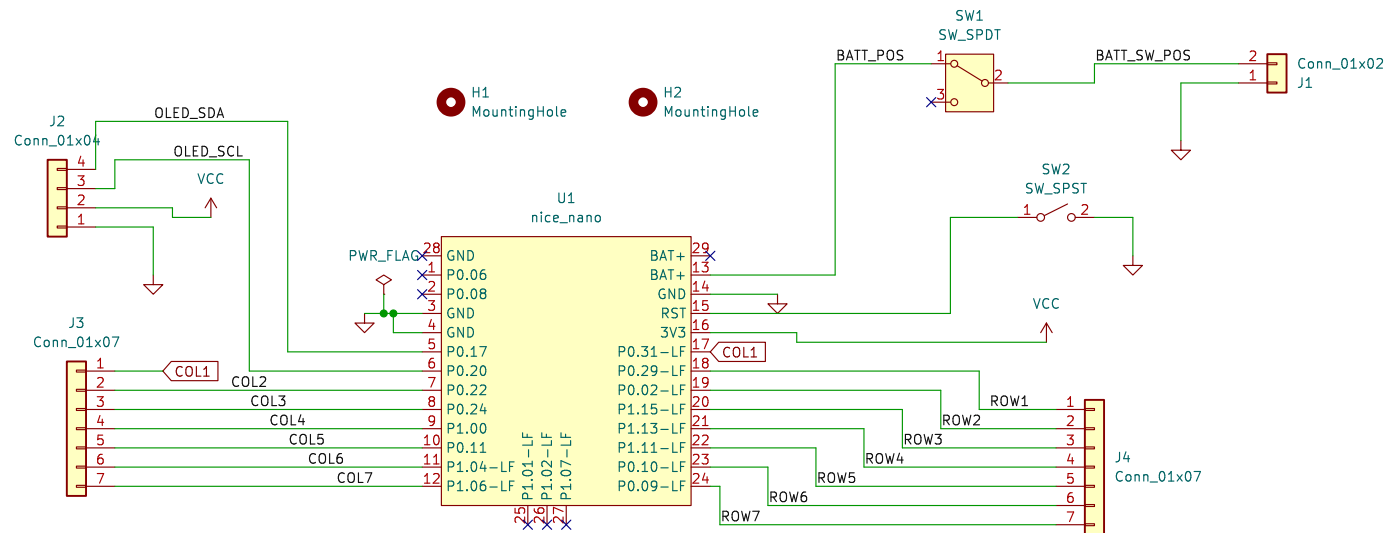 SW1
SW_SPDT
BATT_POS
1
2
3
BATT_SW_POS
2
1
Conn_01x02
J1
H1
MountingHole
H2
MountingHole
J2
Conn_01x04
OLED_SDA
OLED_SCL
4
3
2
1
VCC
SW2
SW_SPST
1
2
U1
nice_nano
PWR_FLAG
28 GND
1 P0.06
2 P0.08
3 GND
4 GND
5 P0.17
6 P0.20
7 P0.22
8 P0.24
9 P1.00
10 P0.11
11 P1.04-LF
12 P1.06-LF
P1.01-LF 25
P1.02-LF 26
P1.07-LF 27
BAT+ 29
BAT+ 13
GND 14
RST 15
3V3 16
P0.31-LF 17
P0.29-LF 18
P0.02-LF 19
P1.15-LF 20
P1.13-LF 21
P1.11-LF 22
P0.10-LF 23
P0.09-LF 24
VCC
COL1
J3
Conn_01x07
1
2
3
4
5
6
7
COL1
COL2
COL3
COL4
COL5
COL6
COL7
ROW1
ROW2
ROW3
ROW4
ROW5
ROW6
ROW7
1
2
3
4
5
6
7
J4
Conn_01x07